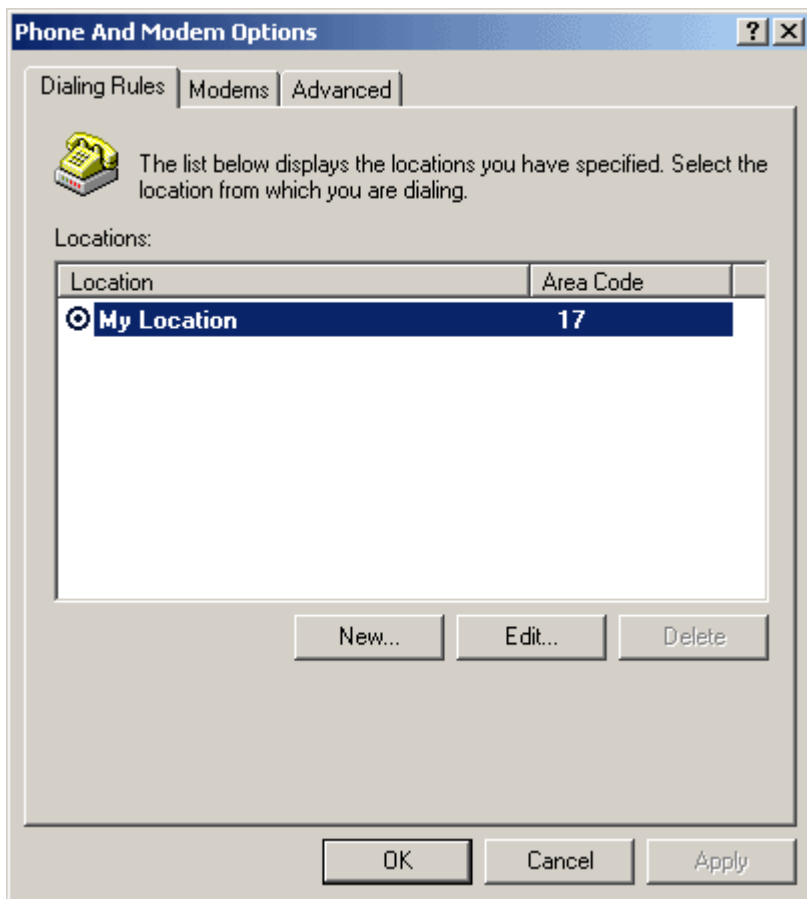 Phone And Modem Options
Dialing Rules Modems Advanced
The list below displays the locations you have specified. Select the
location from which you are dialing.
Locations:
Location Area Code
My Location 17
New... Edit... Delete
OK Cancel Apply